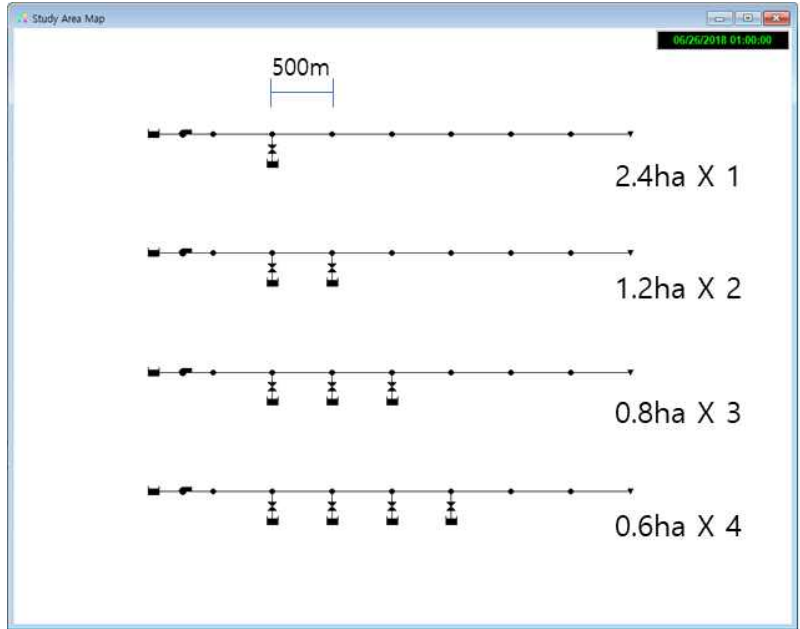 Study Area Map
06/26/2018 01:00:00
500m
2.4ha X 1
1.2ha X 2
0.8ha X 3
0.6ha X 4